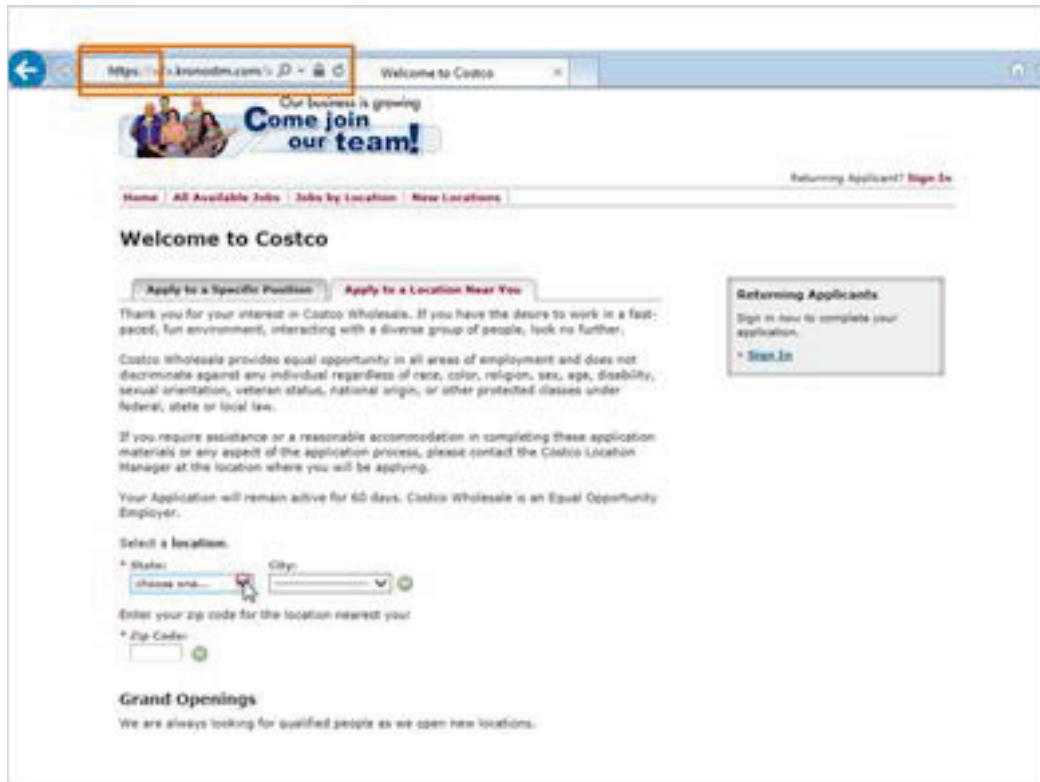 https: kronostm.com
Welcome to Costco
Our business is growing
Come join
our team!
Returning Applicant? Sign In
Home All Available Jobs Jobs by Location New Locations
Welcome to Costco
Apply to a Specific Position Apply to a Location Near You
Thank you for your interest in Costco Wholesale. If you have the desire to work in a fast-
paced, fun environment, interacting with a diverse group of people, look no further.
Costco Wholesale provides equal opportunity in all areas of employment and does not
discriminate against any individual regardless of race, color, religion, sex, age, disability,
sexual orientation, veteran status, national origin, or other protected classes under
federal, state or local law.
If you require assistance or a reasonable accommodation in completing these application
materials or any aspect of the application process, please contact the Costco Location
Manager at the location where you will be applying.
Your Application will remain active for 60 days. Costco Wholesale is an Equal Opportunity
Employer.
Select a location.
* State: City:
choose one...
Enter your zip code for the location nearest you!
* Zip Code:
Grand Openings
We are always looking for qualified people as we open new locations.
Returning Applicants
Sign in now to complete your
application.
Sign In